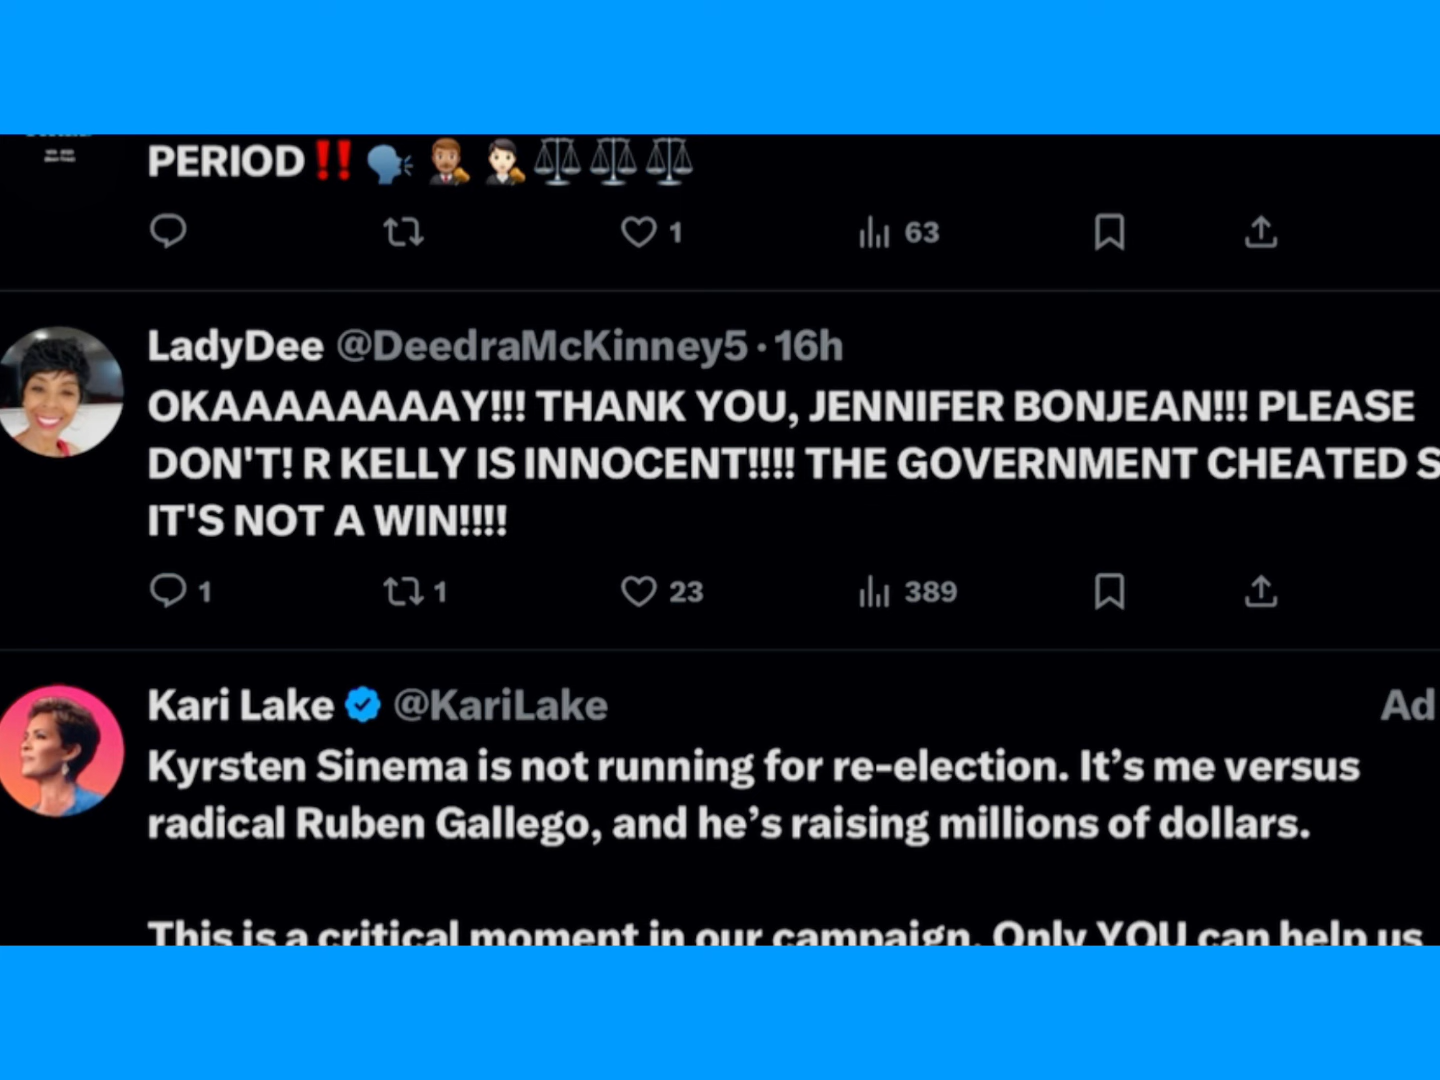 PERIOD‼️🗣️👨🏽‍⚖️🧑🏻‍⚖️⚖️⚖️⚖️
1 63
LadyDee @DeedraMcKinney5 · 16h
OKAAAAAAAAAY!!! THANK YOU, JENNIFER BONJEAN!!! PLEASE
DON'T! R KELLY IS INNOCENT!!!! THE GOVERNMENT CHEATED S
IT'S NOT A WIN!!!!
1 1 23 389
Kari Lake @KariLake Ad
Kyrsten Sinema is not running for re-election. It’s me versus
radical Ruben Gallego, and he’s raising millions of dollars.
This is a critical moment in our campaign. Only YOU can help us